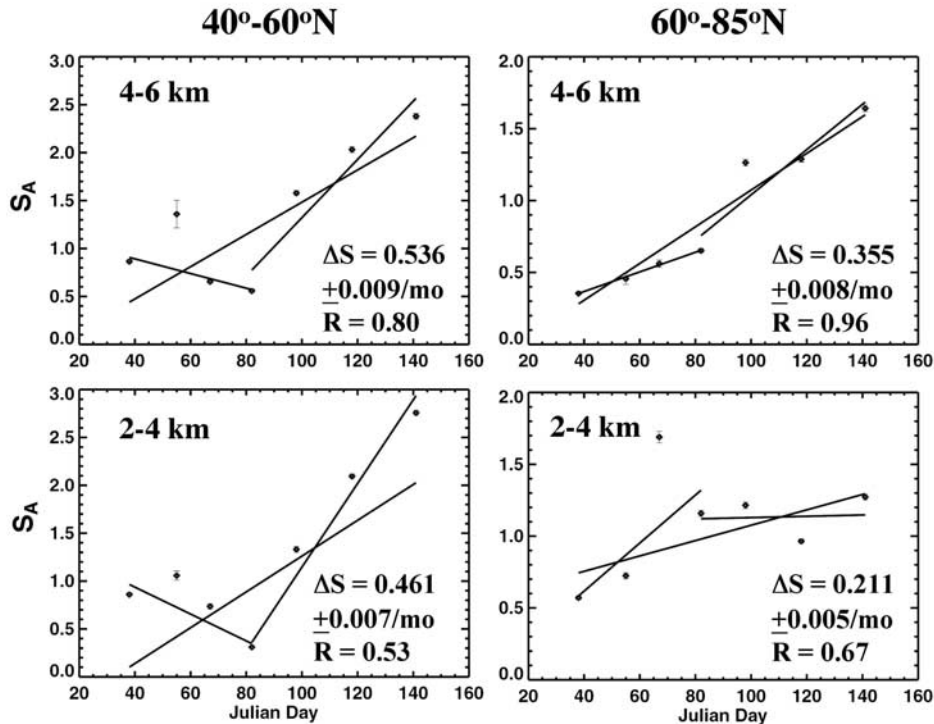 40°-60°N
60°-85°N
3.0
2.5
2.0
1.5
1.0
0.5
0.0
S_A
4-6 km
ΔS = 0.536
±0.009/mo
R = 0.80
20 40 60 80 100 120 140 160
2.0
1.5
1.0
0.5
0.0
4-6 km
ΔS = 0.355
±0.008/mo
R = 0.96
20 40 60 80 100 120 140 160
3.0
2.5
2.0
1.5
1.0
0.5
0.0
S_A
2-4 km
ΔS = 0.461
±0.007/mo
R = 0.53
20 40 60 80 100 120 140 160
Julian Day
2.0
1.5
1.0
0.5
0.0
2-4 km
ΔS = 0.211
±0.005/mo
R = 0.67
20 40 60 80 100 120 140 160
Julian Day